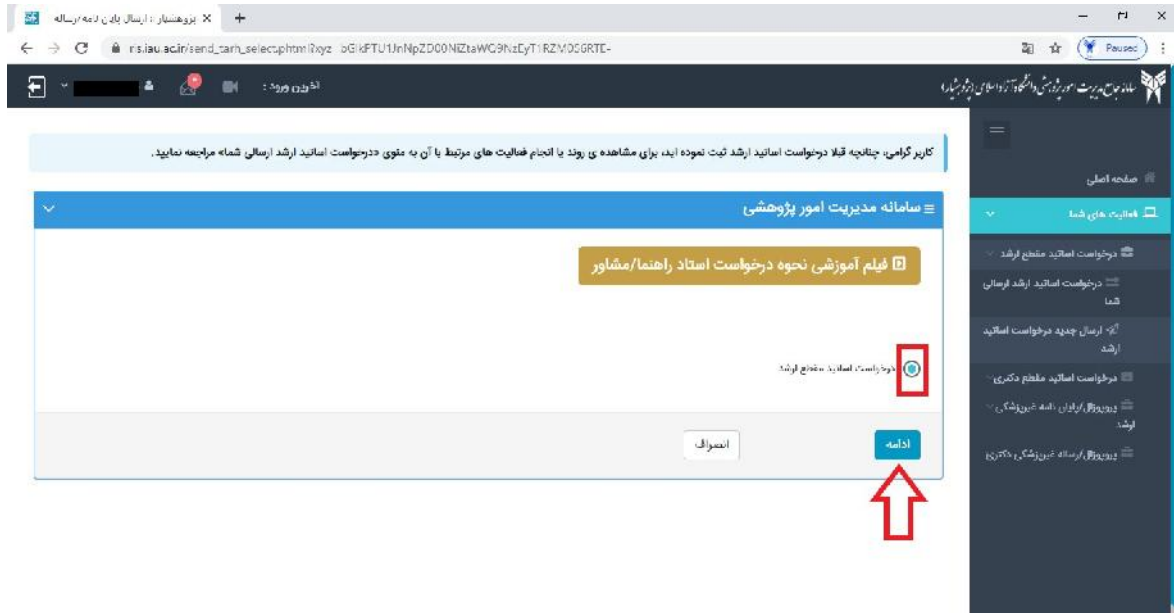 پژوهشیار :: ارسال پایان نامه/رساله
ris.iau.ac.ir/send_tarh_select.phtml?xyz
Paused
آخرین ورود :
سامانه جامع مدیریت امور پژوهشی دانشگاه آزاد اسلامی (پژوهشیار)
کاربر گرامی، چنانچه قبلا درخواست اساتید ارشد ثبت نموده اید، برای مشاهده ی روند یا انجام فعالیت های مرتبط با آن به منوی «درخواست اساتید ارشد ارسالی شما» مراجعه نمایید.
سامانه مدیریت امور پژوهشی
فیلم آموزشی نحوه درخواست استاد راهنما/مشاور
درخواست اساتید مقطع ارشد
ادامه
انصراف
صفحه اصلی
فعالیت های شما
درخواست اساتید مقطع ارشد
درخواست اساتید ارشد ارسالی
شما
ارسال جدید درخواست اساتید
ارشد
درخواست اساتید مقطع دکتری
پروپوزال/پایان نامه غیرپزشکی
ارشد
پروپوزال/رساله غیرپزشکی دکتری